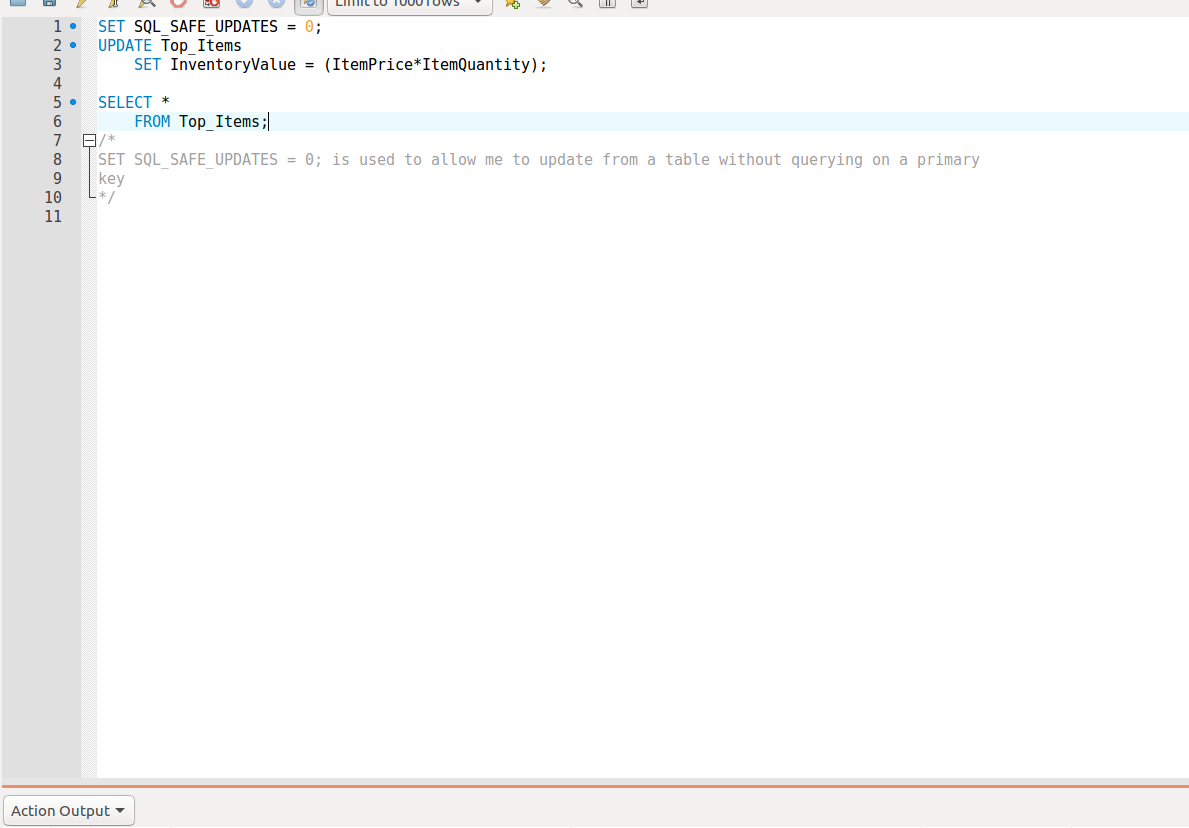 Limit to 1000 rows
1 SET SQL_SAFE_UPDATES = 0;
2 UPDATE Top_Items
3 SET InventoryValue = (ItemPrice*ItemQuantity);
4
5 SELECT *
6 FROM Top_Items;
7 /*
8 SET SQL_SAFE_UPDATES = 0; is used to allow me to update from a table without querying on a primary
9 key
10 */
11
Action Output